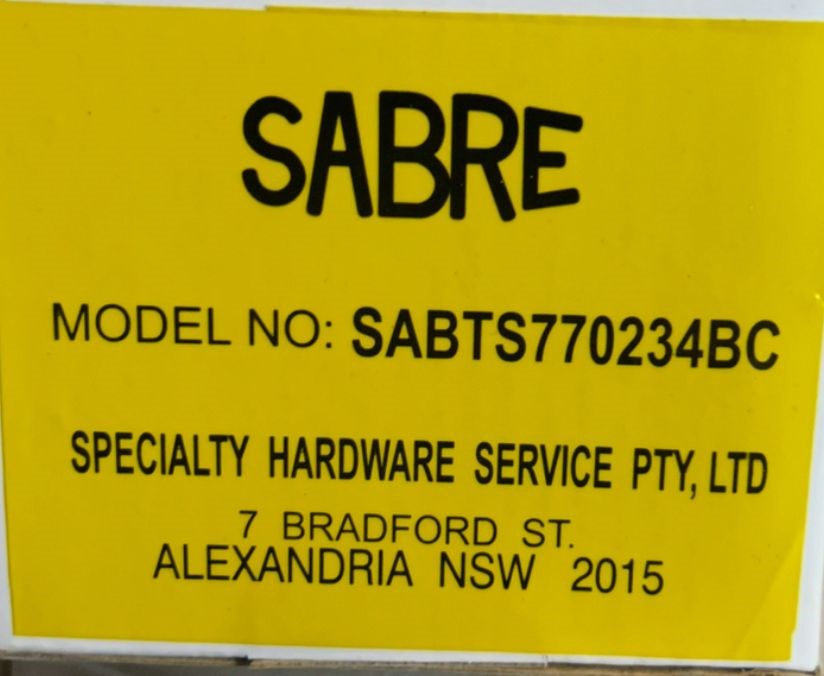 SABRE
MODEL NO: SABTS770234BC
SPECIALTY HARDWARE SERVICE PTY, LTD
7 BRADFORD ST.
ALEXANDRIA NSW 2015